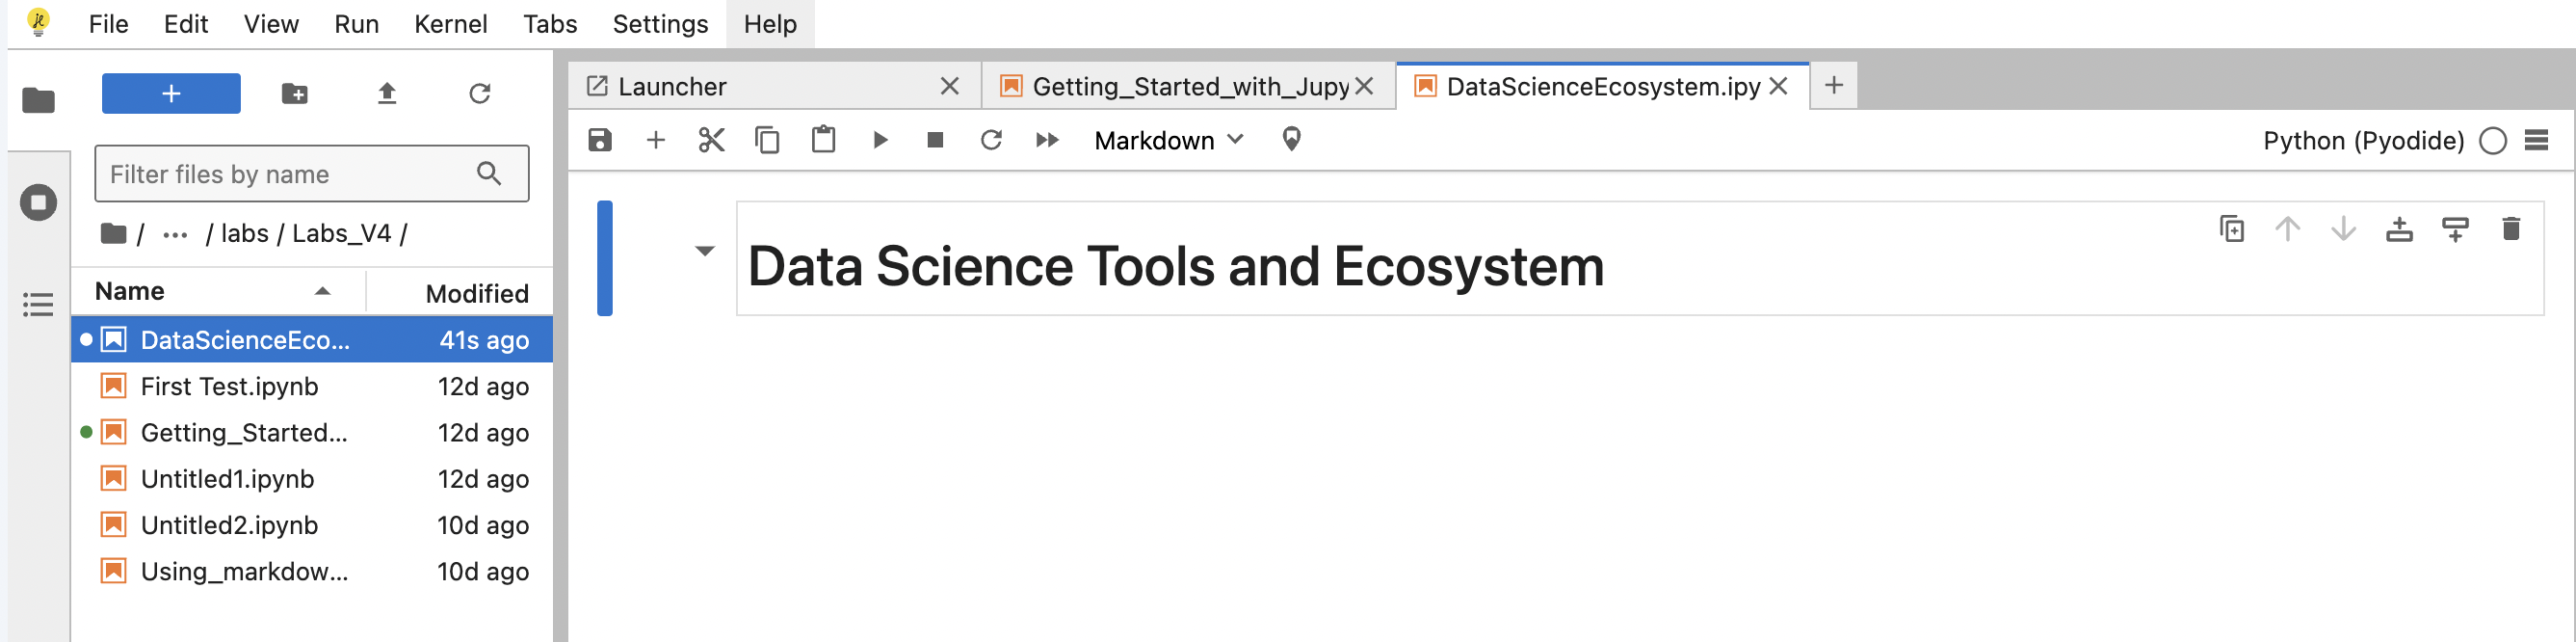 File Edit View Run Kernel Tabs Settings Help
Launcher
Getting_Started_with_Jupy
DataScienceEcosystem.ipy
Filter files by name
/ ... / labs / Labs_V4 /
Name Modified
DataScienceEco... 41s ago
First Test.ipynb 12d ago
Getting_Started... 12d ago
Untitled1.ipynb 12d ago
Untitled2.ipynb 10d ago
Using_markdow... 10d ago
Markdown
Python (Pyodide)
Data Science Tools and Ecosystem